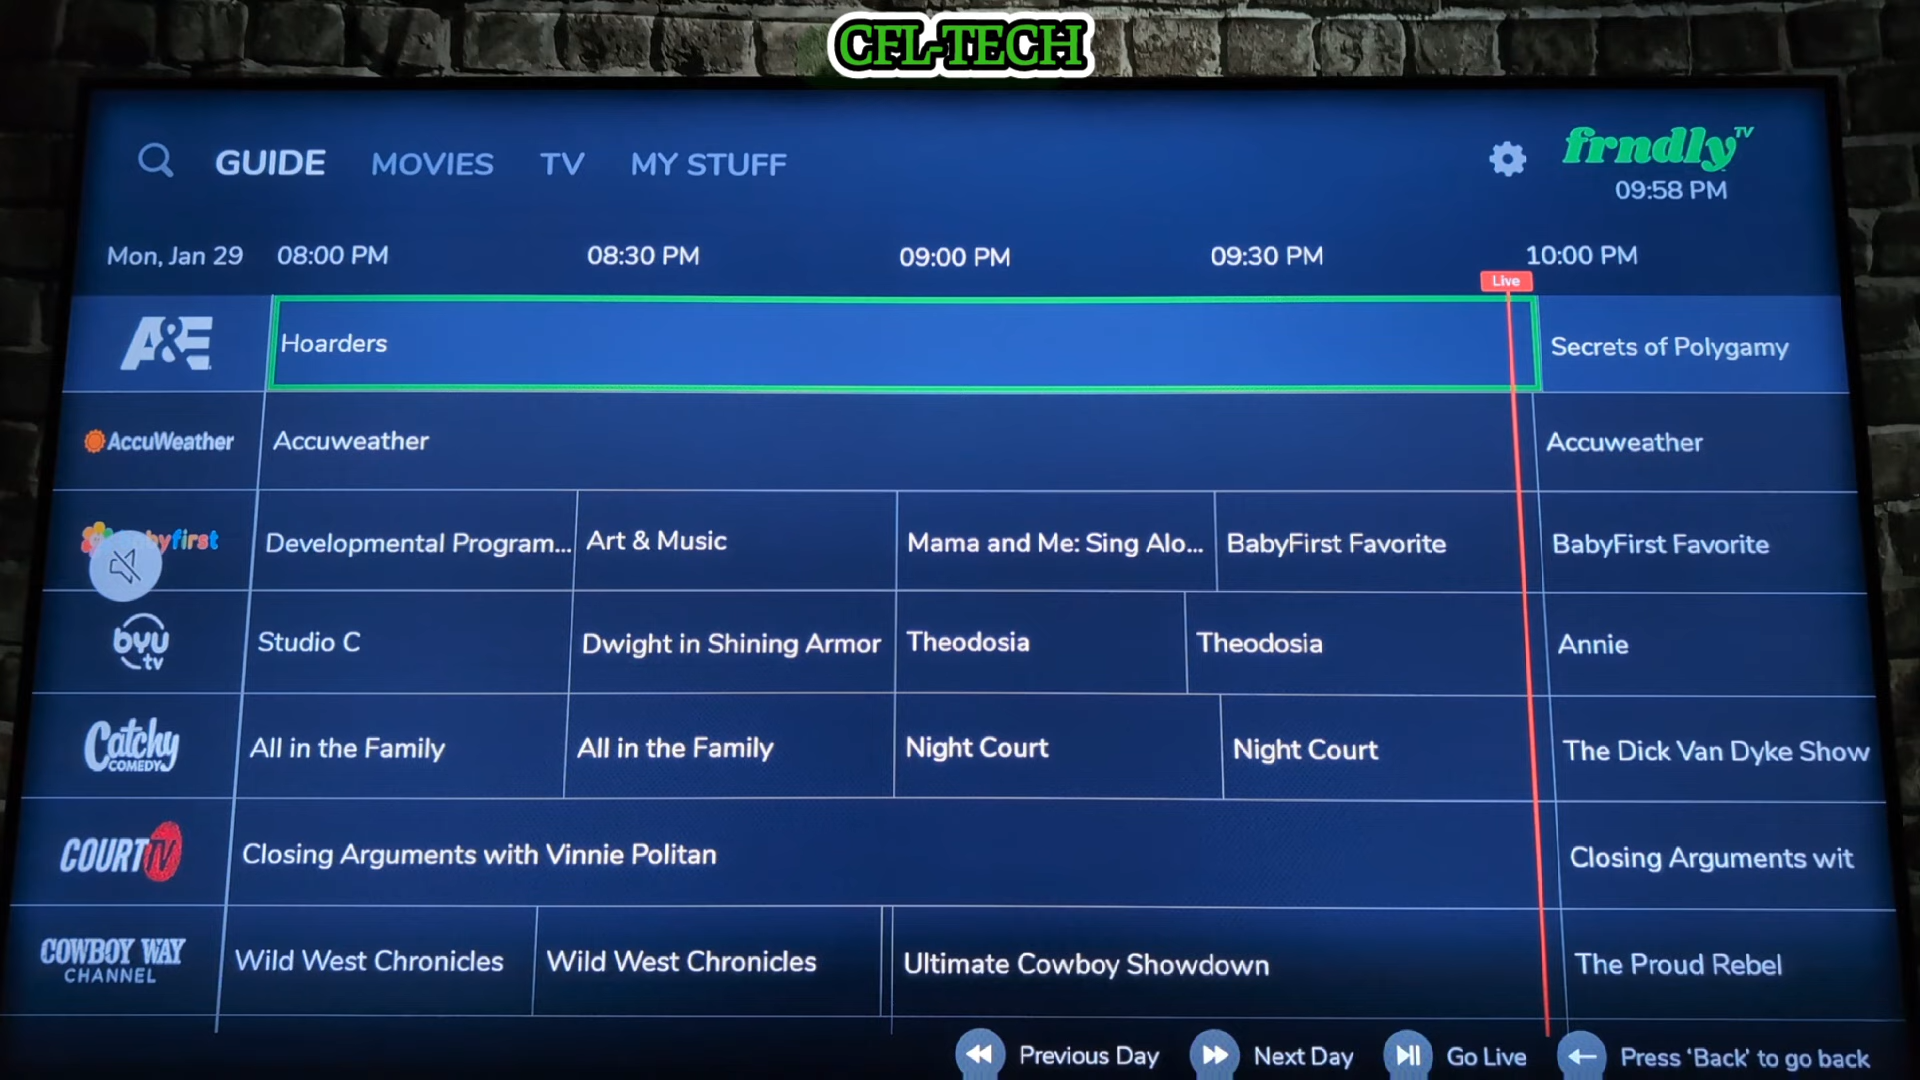 CFL-TECH
GUIDE MOVIES TV MY STUFF
frndly TV
09:58 PM
Mon, Jan 29 08:00 PM 08:30 PM 09:00 PM 09:30 PM 10:00 PM
Live
A&E Hoarders Secrets of Polygamy
AccuWeather Accuweather Accuweather
Developmental Program... Art & Music Mama and Me: Sing Alo... BabyFirst Favorite BabyFirst Favorite
byu tv Studio C Dwight in Shining Armor Theodosia Theodosia Annie
Catchy COMEDY All in the Family All in the Family Night Court Night Court The Dick Van Dyke Show
COURT TV Closing Arguments with Vinnie Politan Closing Arguments wit
COWBOY WAY CHANNEL Wild West Chronicles Wild West Chronicles Ultimate Cowboy Showdown The Proud Rebel
Previous Day Next Day Go Live Press 'Back' to go back